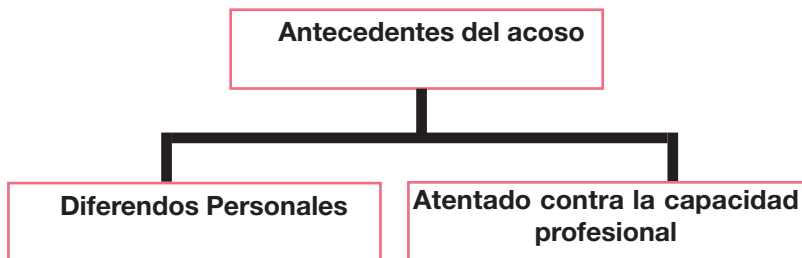 Antecedentes del acoso
Diferendos Personales
Atentado contra la capacidad
profesional